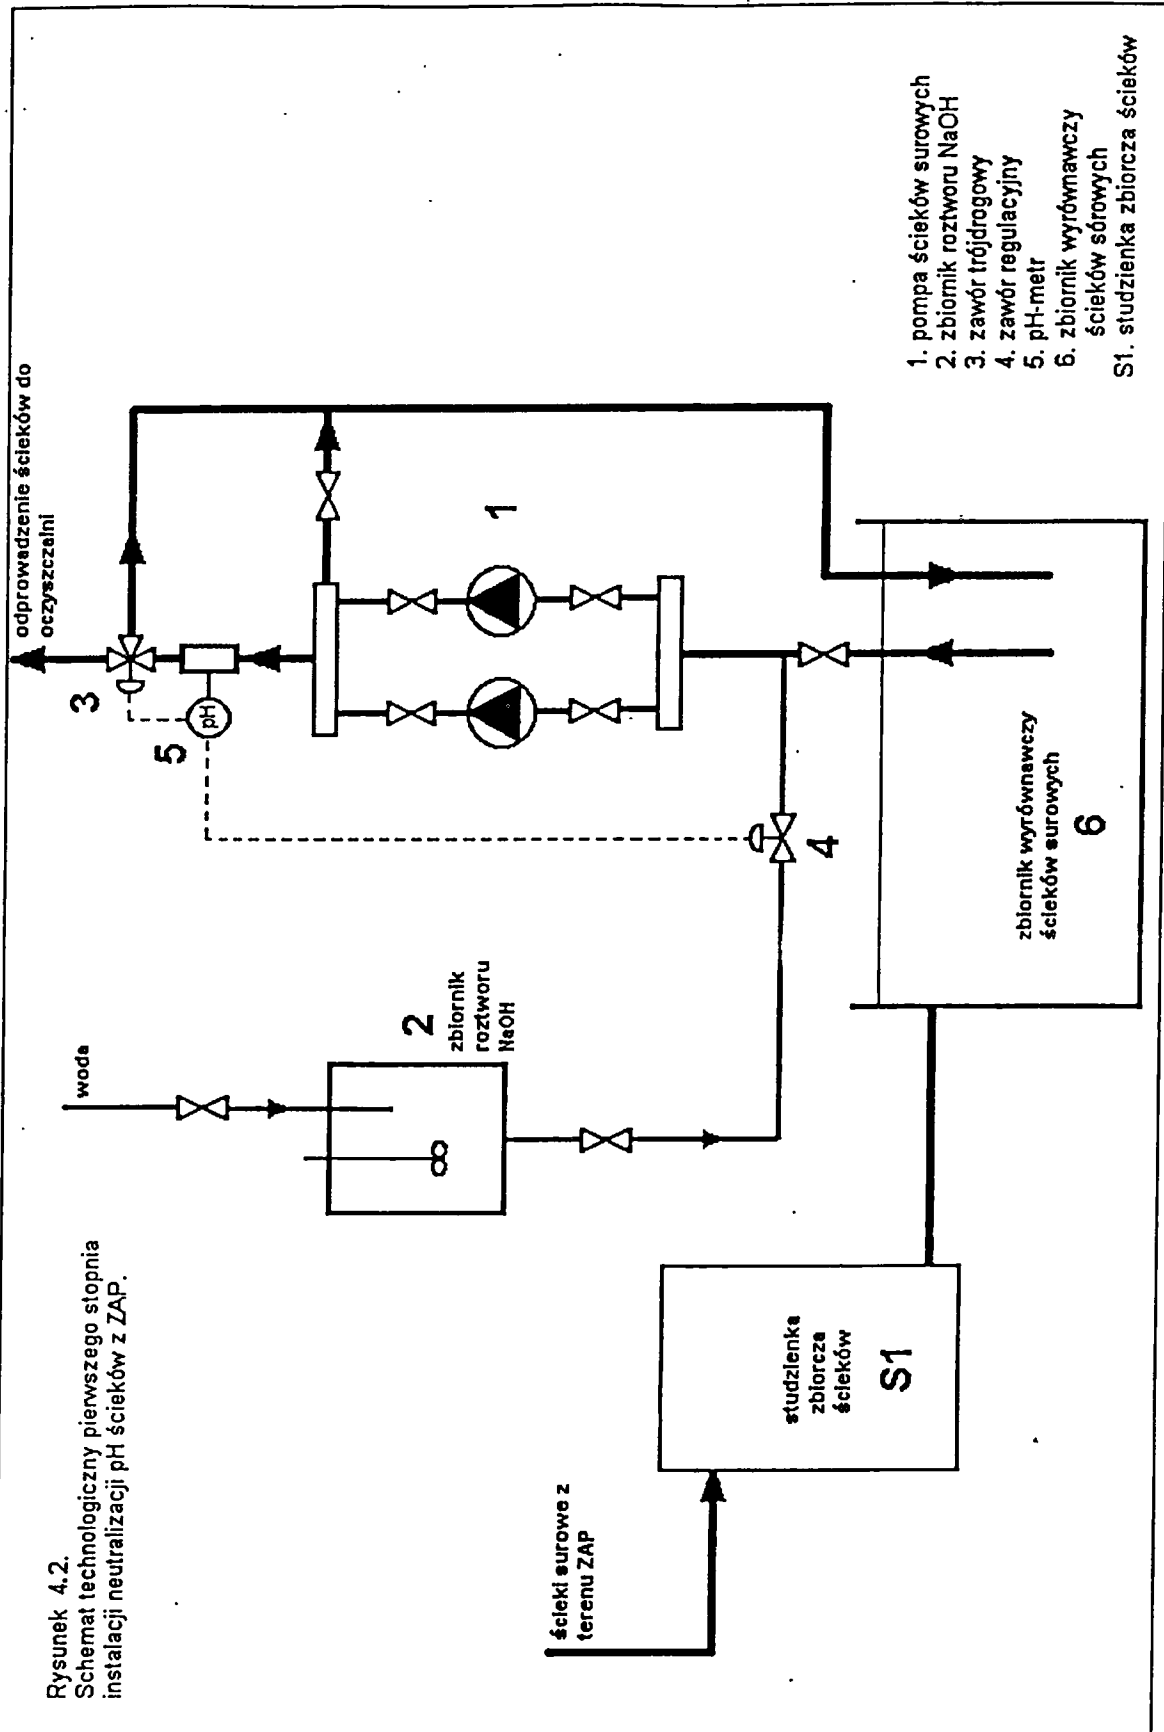 Rysunek 4.2.
Schemat technologiczny pierwszego stopnia
instalacji neutralizacji pH ścieków z ZAP.
ścieki surowe z
terenu ZAP
studzienka
zbiorcza
ścieków
S1
woda
2
zbiornik
roztworu
NaOH
odprowadzenie ścieków do
oczyszczalni
3
5
pH
1
4
zbiornik wyrównawczy
ścieków surowych
6
1. pompa ścieków surowych
2. zbiornik roztworu NaOH
3. zawór trójdrogowy
4. zawór regulacyjny
5. pH-metr
6. zbiornik wyrównawczy
ścieków sórowych
S1. studzienka zbiorcza ścieków